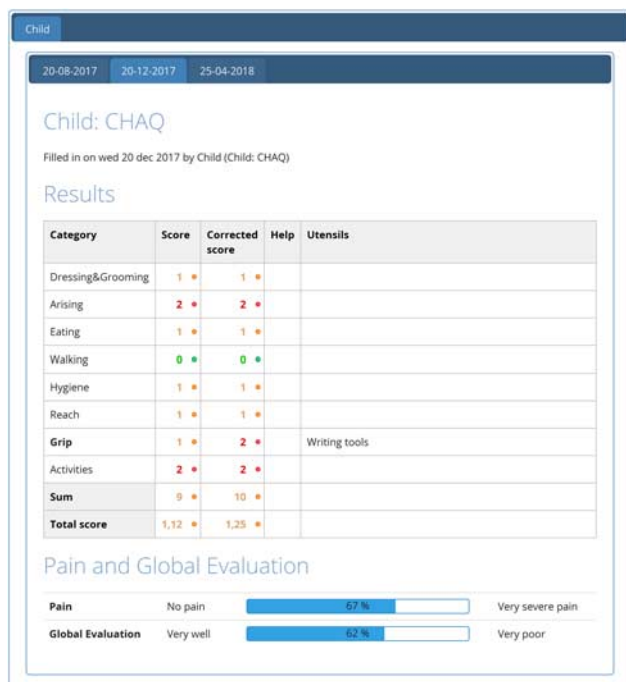 Child
20-08-2017 20-12-2017 25-04-2018
Child: CHAQ
Filled in on wed 20 dec 2017 by Child (Child: CHAQ)
Results
Category Score Corrected score Help Utensils
Dressing&Grooming 1 1
Arising 2 2
Eating 1 1
Walking 0 0
Hygiene 1 1
Reach 1 1
Grip 1 2 Writing tools
Activities 2 2
Sum 9 10
Total score 1,12 1,25
Pain and Global Evaluation
Pain No pain 67 % Very severe pain
Global Evaluation Very well 62 % Very poor